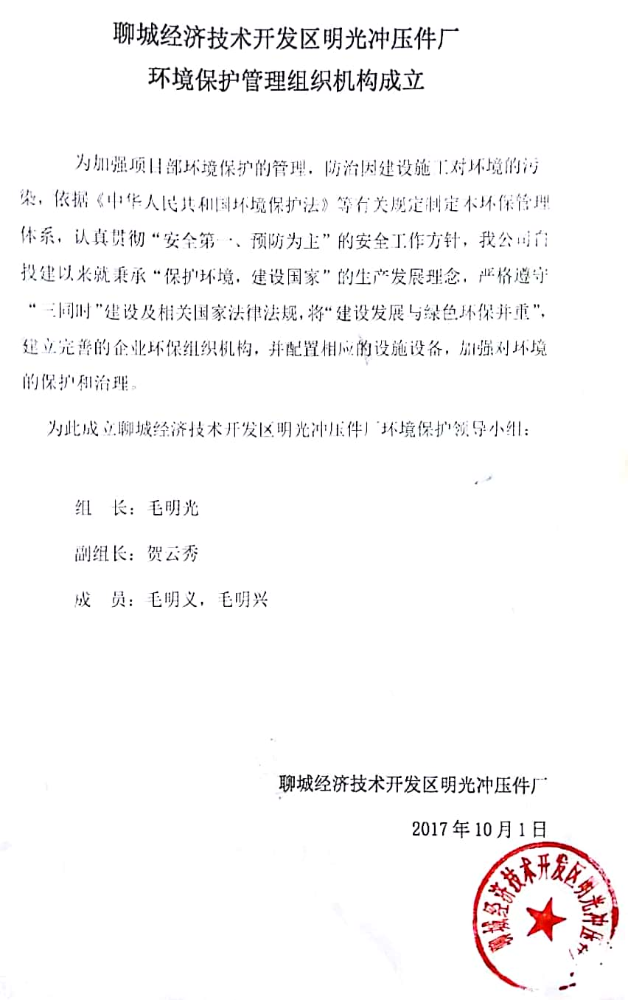 聊城经济技术开发区明光冲压件厂
环境保护管理组织机构成立
为加强项目部环境保护的管理，防治因建设施工对环境的污
染，依据《中华人民共和国环境保护法》等有关规定制定本环保管理
体系，认真贯彻“安全第一、预防为主”的安全工作方针，我公司自
投建以来就秉承“保护环境，建设国家”的生产发展理念，严格遵守
“三同时”建设及相关国家法律法规，将“建设发展与绿色环保并重”，
建立完善的企业环保组织机构，并配置相应的设施设备，加强对环境
的保护和治理。
为此成立聊城经济技术开发区明光冲压件厂环境保护领导小组：
组　长：毛明光
副组长：贺云秀
成　员：毛明义，毛明兴
聊城经济技术开发区明光冲压件厂
2017年10月1日
聊城经济技术开发区明光冲压